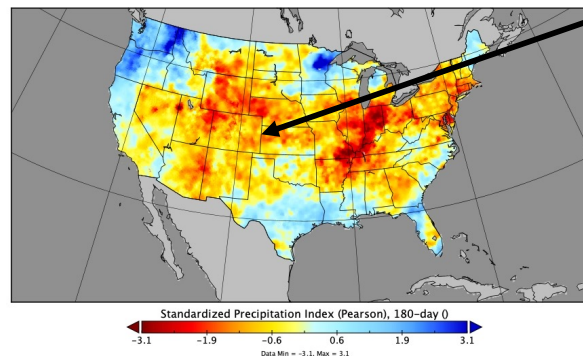 Standardized Precipitation Index (Pearson), 180-day ()
-3.1 -1.9 -0.6 0.6 1.9 3.1
Data Min = -3.1, Max = 3.1